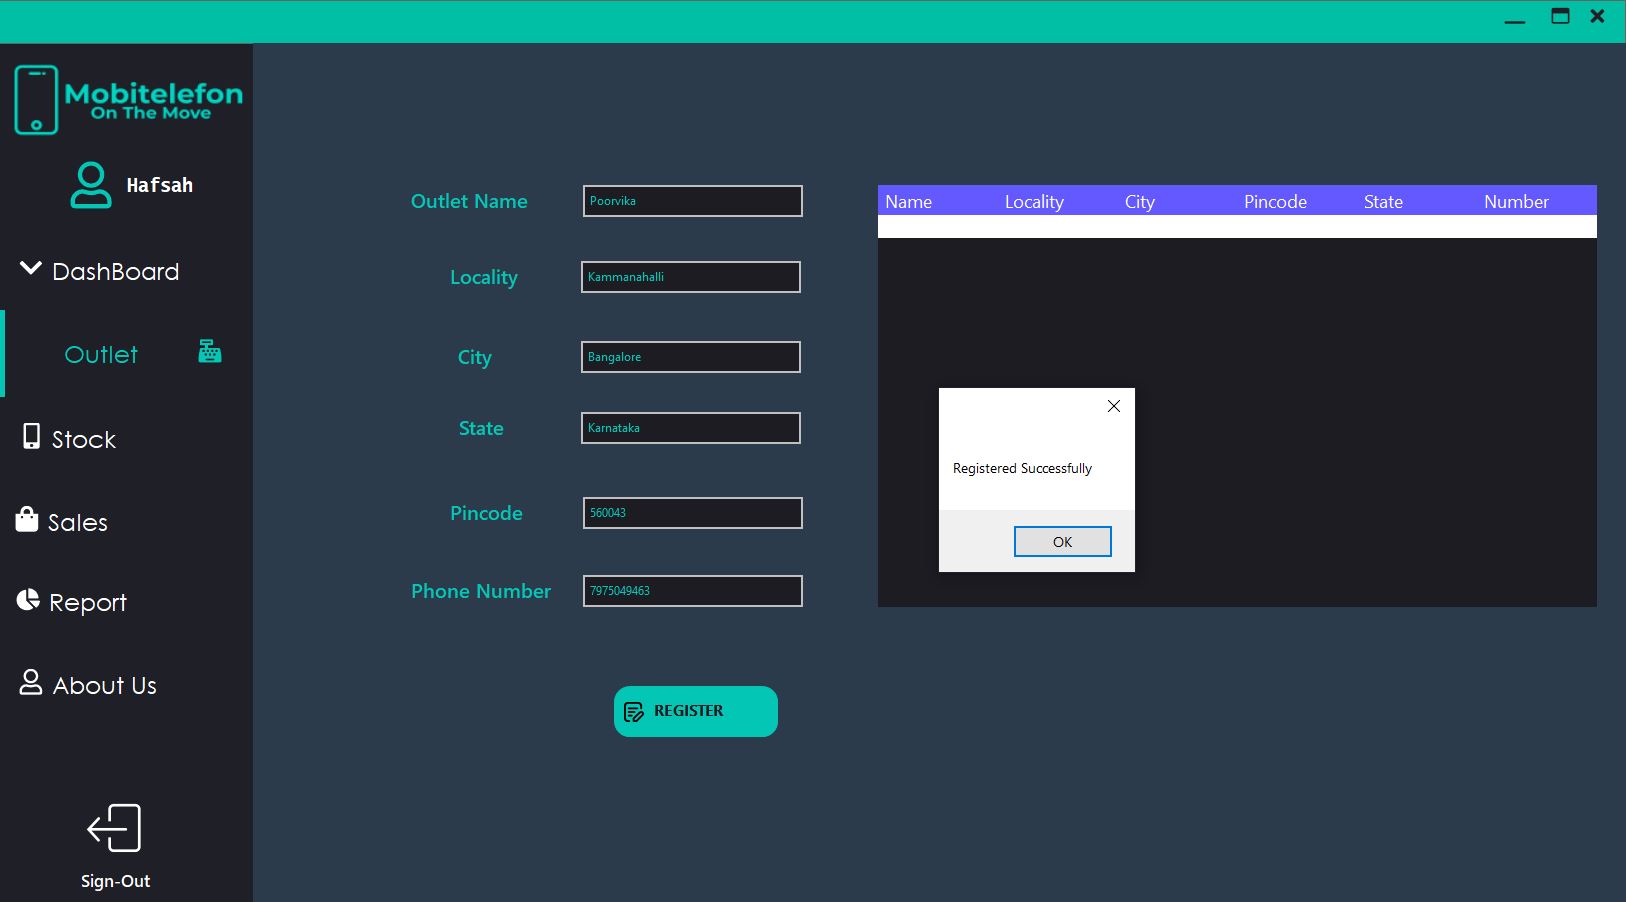 Mobitelefon
On The Move
Hafsah
DashBoard
Outlet
Stock
Sales
Report
About Us
Sign-Out
Outlet Name Poorvika
Locality Kammanahalli
City Bangalore
State Karnataka
Pincode 560043
Phone Number 7975049463
REGISTER
Name Locality City Pincode State Number
Registered Successfully
OK